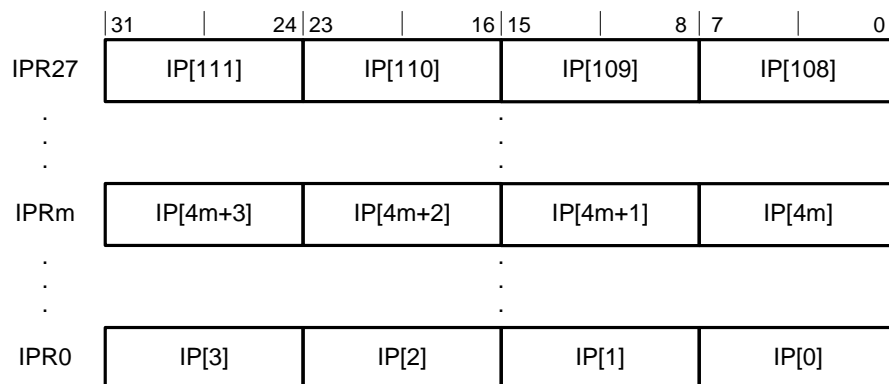 31 24 23 16 15 8 7 0
IPR27 IP[111] IP[110] IP[109] IP[108]
. .
. .
. .
IPRm IP[4m+3] IP[4m+2] IP[4m+1] IP[4m]
. .
. .
. .
IPR0 IP[3] IP[2] IP[1] IP[0]